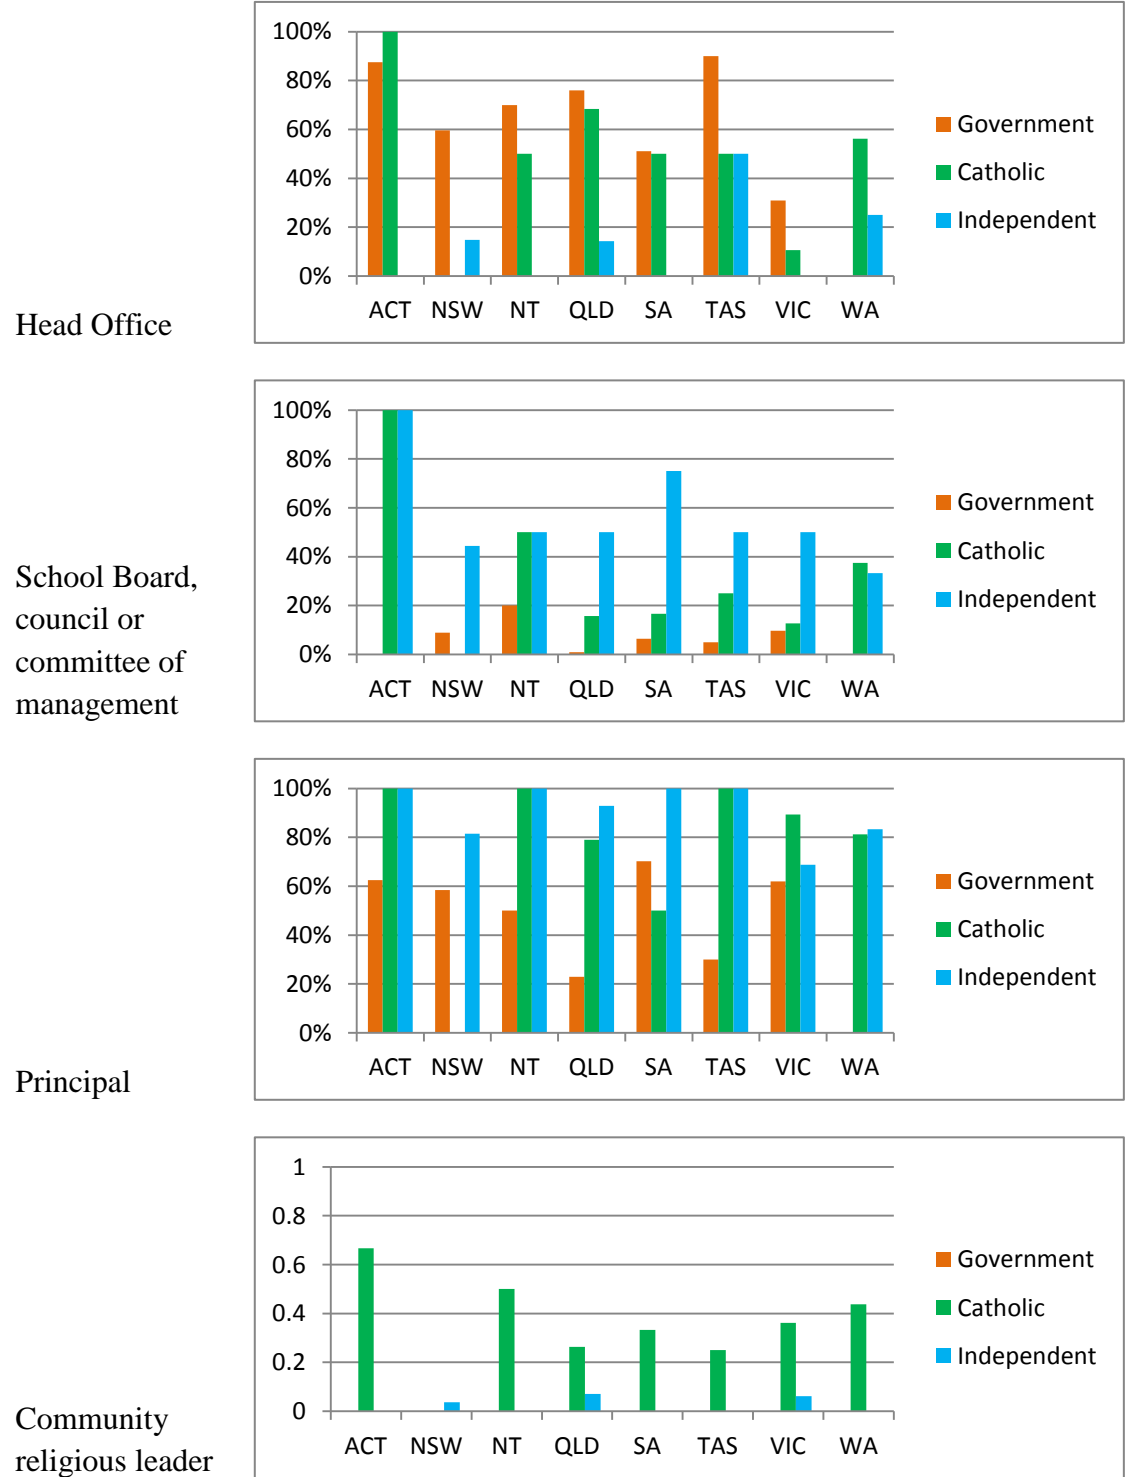 100%
80%
60%
40%
20%
0%
ACT NSW NT QLD SA TAS VIC WA
Government
Catholic
Independent
Head Office
100%
80%
60%
40%
20%
0%
ACT NSW NT QLD SA TAS VIC WA
Government
Catholic
Independent
School Board,
council or
committee of
management
100%
80%
60%
40%
20%
0%
ACT NSW NT QLD SA TAS VIC WA
Government
Catholic
Independent
Principal
1
0.8
0.6
0.4
0.2
0
ACT NSW NT QLD SA TAS VIC WA
Government
Catholic
Independent
Community
religious leader